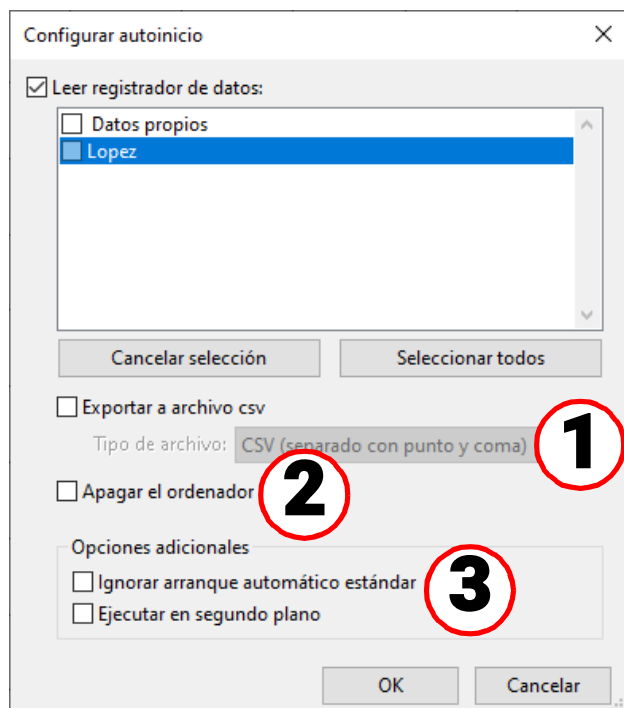 Configurar autoinicio
Leer registrador de datos:
Datos propios
Lopez
Cancelar selección
Seleccionar todos
Exportar a archivo csv
Tipo de archivo: CSV (separado con punto y coma)
1
Apagar el ordenador
2
Opciones adicionales
Ignorar arranque automático estándar
3
Ejecutar en segundo plano
OK
Cancelar